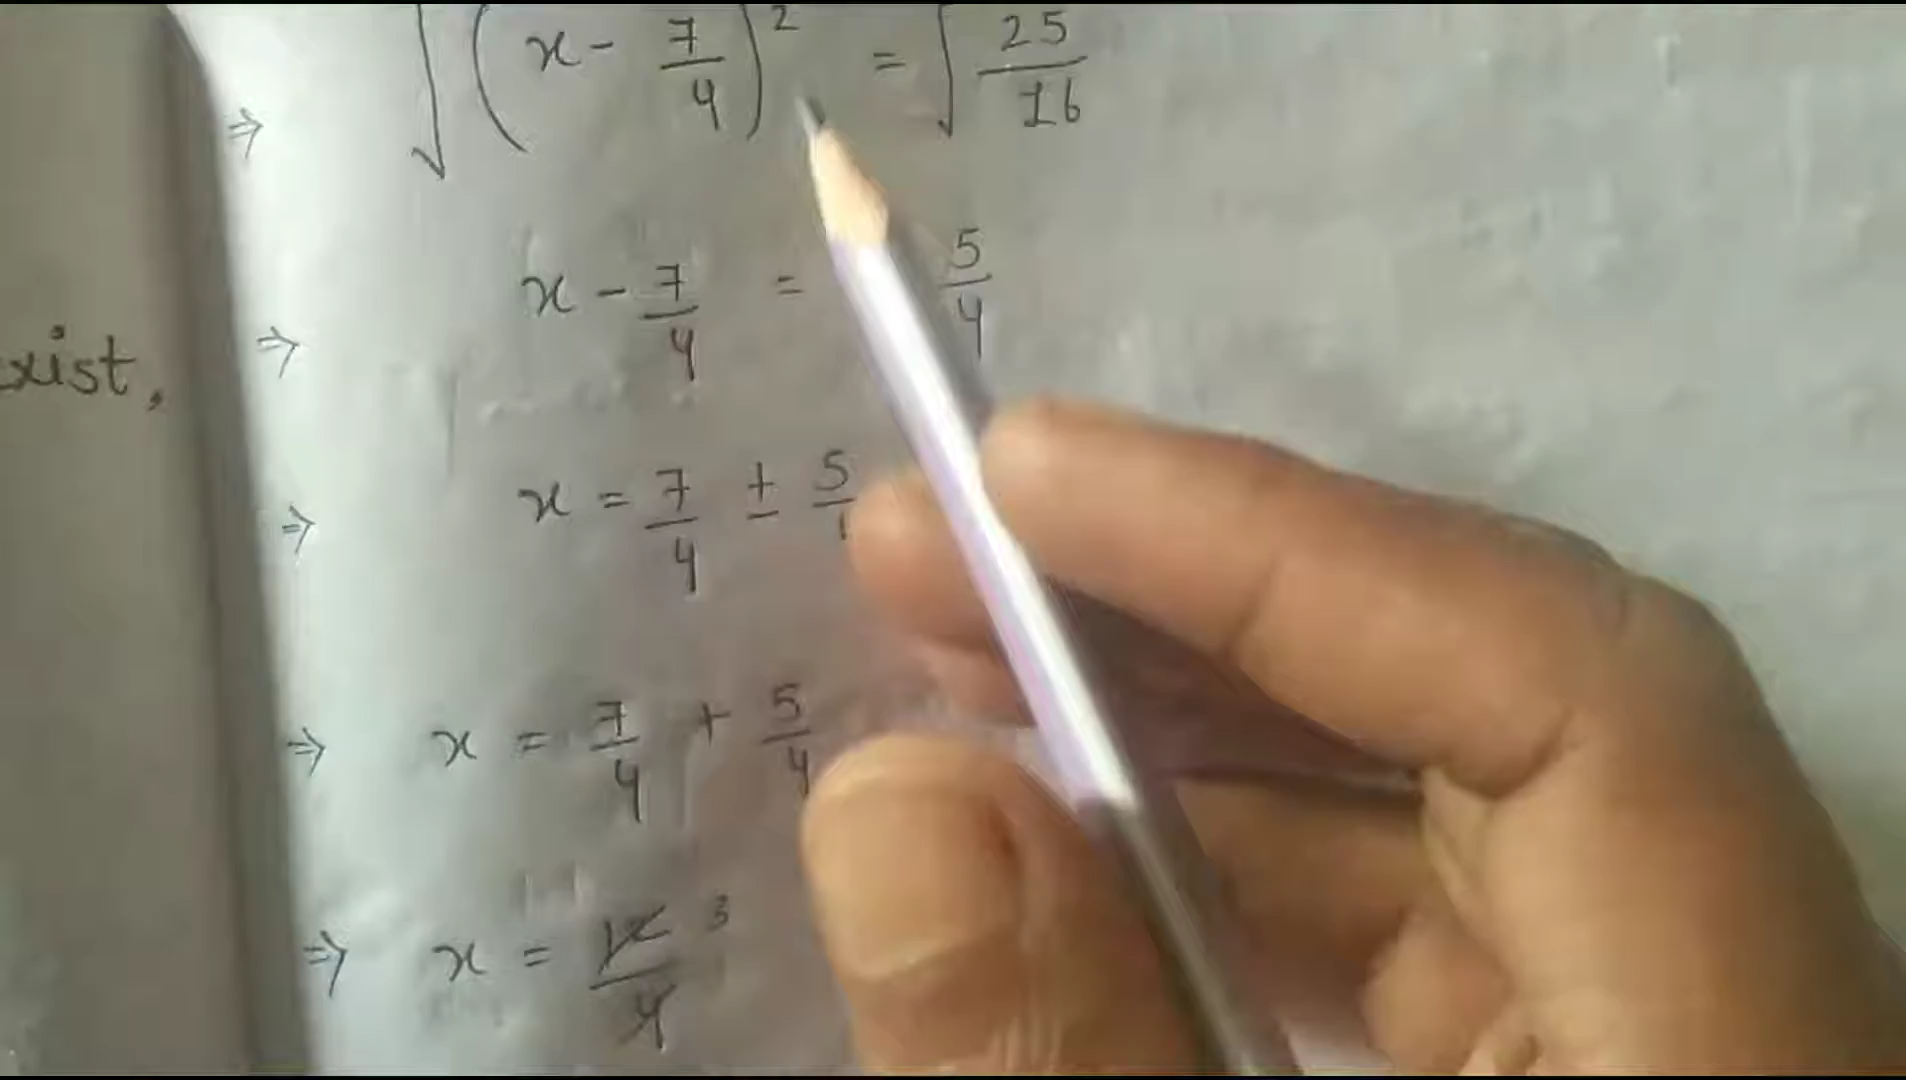 ⇒ √(x - 7/4)² = √25/16
⇒ x - 7/4 = 5/4
⇒ x = 7/4 ± 5/
⇒ x = 7/4 + 5/4
⇒ x = 12/4 3
xist,